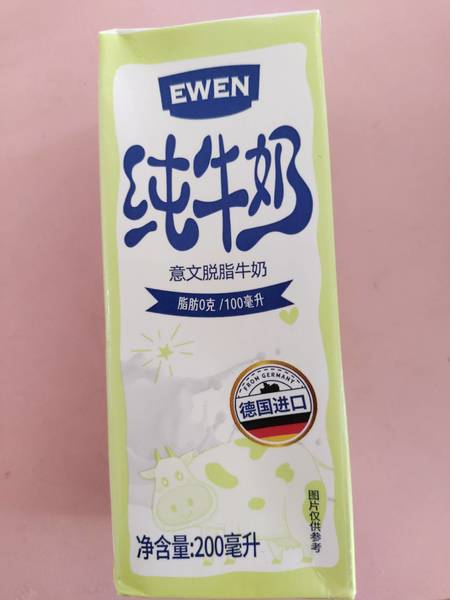 EWEN
纯牛奶
意文脱脂牛奶
脂肪0克/100毫升
FROM GERMANY
德国进口
图片仅供参考
净含量:200毫升